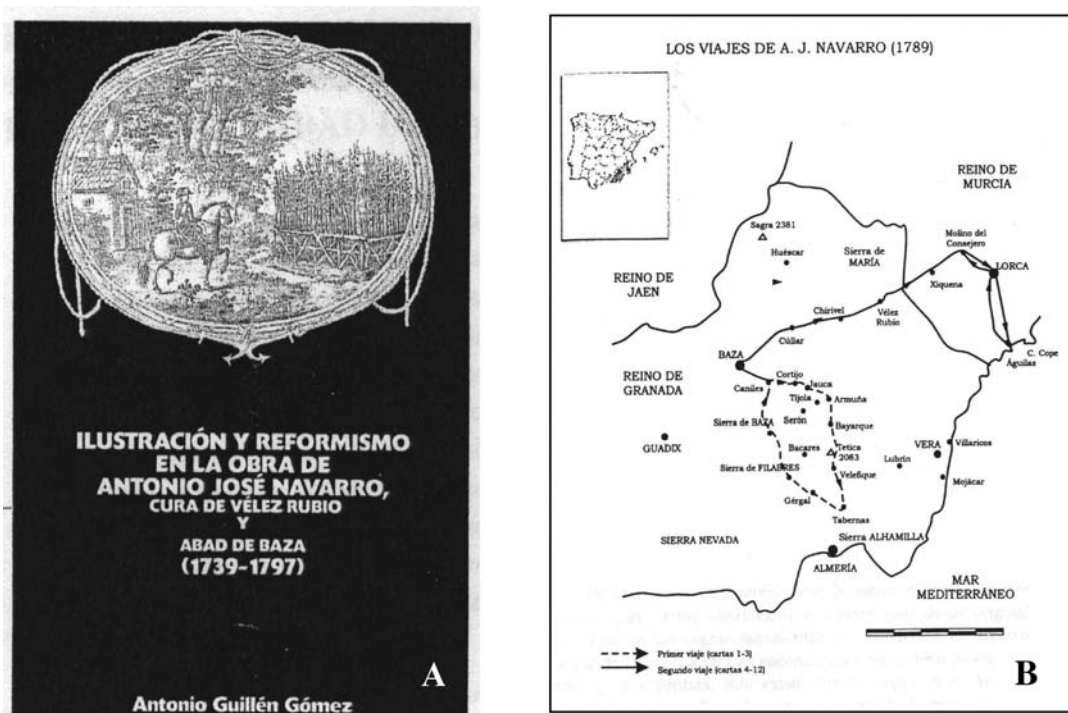 ILUSTRACIÓN Y REFORMISMO
EN LA OBRA DE
ANTONIO JOSÉ NAVARRO,
CURA DE VÉLEZ RUBIO
Y
ABAD DE BAZA
(1739-1797)
Antonio Guillén Gómez
A
LOS VIAJES DE A. J. NAVARRO (1789)
REINO DE
MURCIA
Sagra 2381
Huéscar
Sierra de
MARÍA
Molino del
Consejero
LORCA
REINO DE
JAEN
Xiquena
Chirivel
Vélez
Rubio
Cúllar
C. Cope
Águilas
BAZA
REINO DE
GRANADA
Caniles
Cortijo
Jauca
Tijola
Armuña
Serón
Sierra de BAZA
Bayarque
GUADIX
Bacares
Tetica
2083
VERA
Villaricos
Lubrín
Sierra de FILABRES
Velefique
Mojácar
Gérgal
Tabernas
SIERRA NEVADA
Sierra ALHAMILLA
ALMERÍA
MAR
MEDITERRÁNEO
Primer viaje (cartas 1-3)
Segundo viaje (cartas 4-12)
B